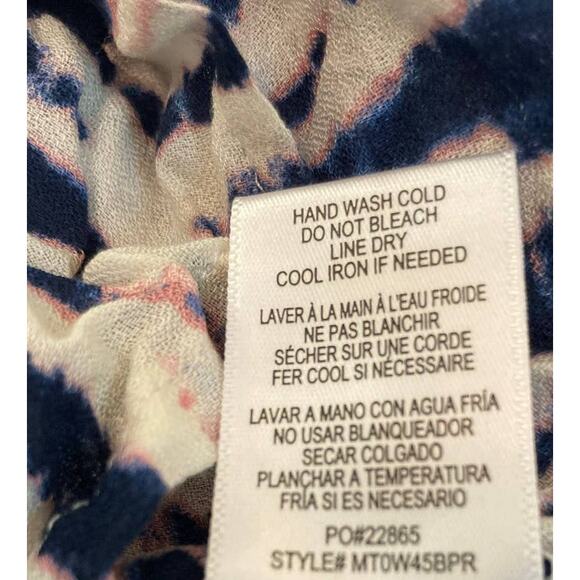 HAND WASH COLD
DO NOT BLEACH
LINE DRY
COOL IRON IF NEEDED
LAVER À LA MAIN À L'EAU FROIDE
NE PAS BLANCHIR
SÉCHER SUR UNE CORDE
FER COOL SI NÉCESSAIRE
LAVAR A MANO CON AGUA FRÍA
NO USAR BLANQUEADOR
SECAR COLGADO
PLANCHAR A TEMPERATURA
FRÍA SI ES NECESARIO
PO#22865
STYLE# MT0W45BPR